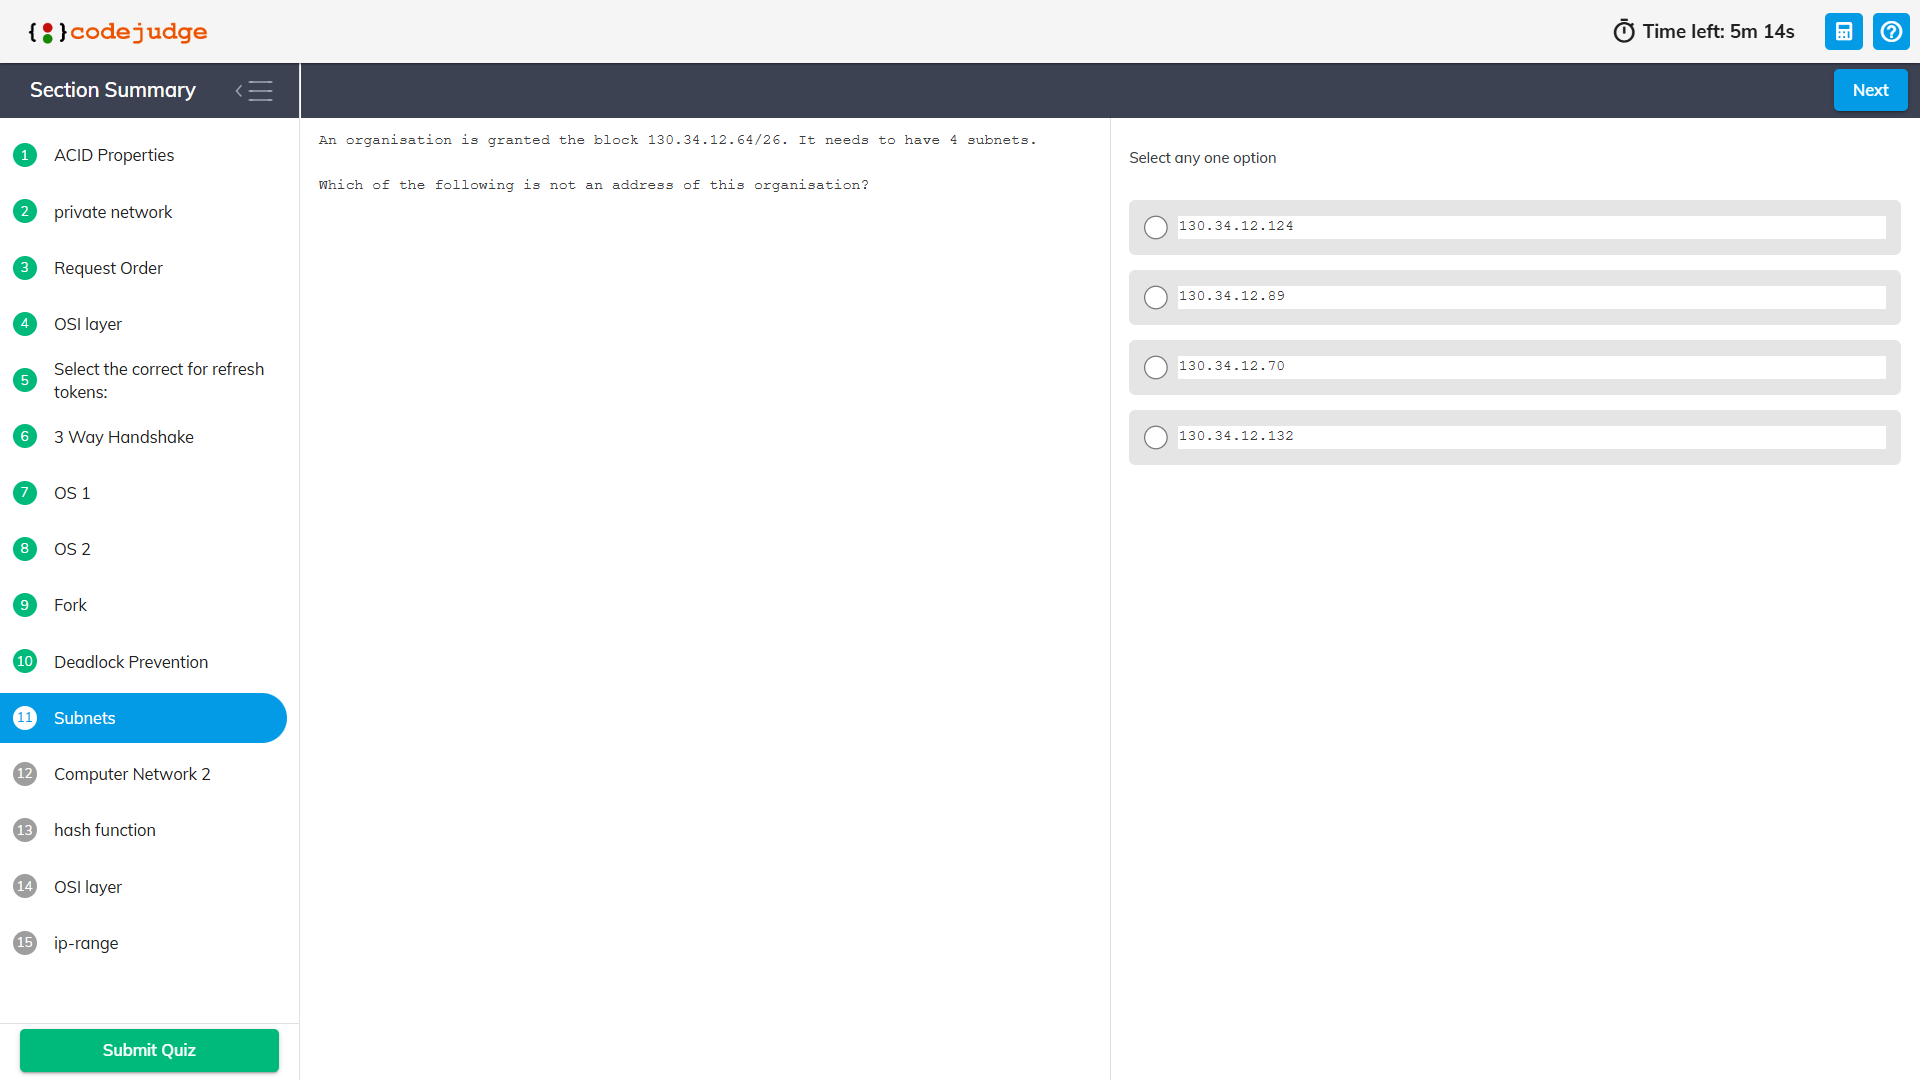 { : } codejudge
Time left: 5m 14s
Section Summary
Next
1 ACID Properties
2 private network
3 Request Order
4 OSI layer
5 Select the correct for refresh
tokens:
6 3 Way Handshake
7 OS 1
8 OS 2
9 Fork
10 Deadlock Prevention
11 Subnets
12 Computer Network 2
13 hash function
14 OSI layer
15 ip-range
Submit Quiz
An organisation is granted the block 130.34.12.64/26. It needs to have 4 subnets.
Which of the following is not an address of this organisation?
Select any one option
130.34.12.124
130.34.12.89
130.34.12.70
130.34.12.132